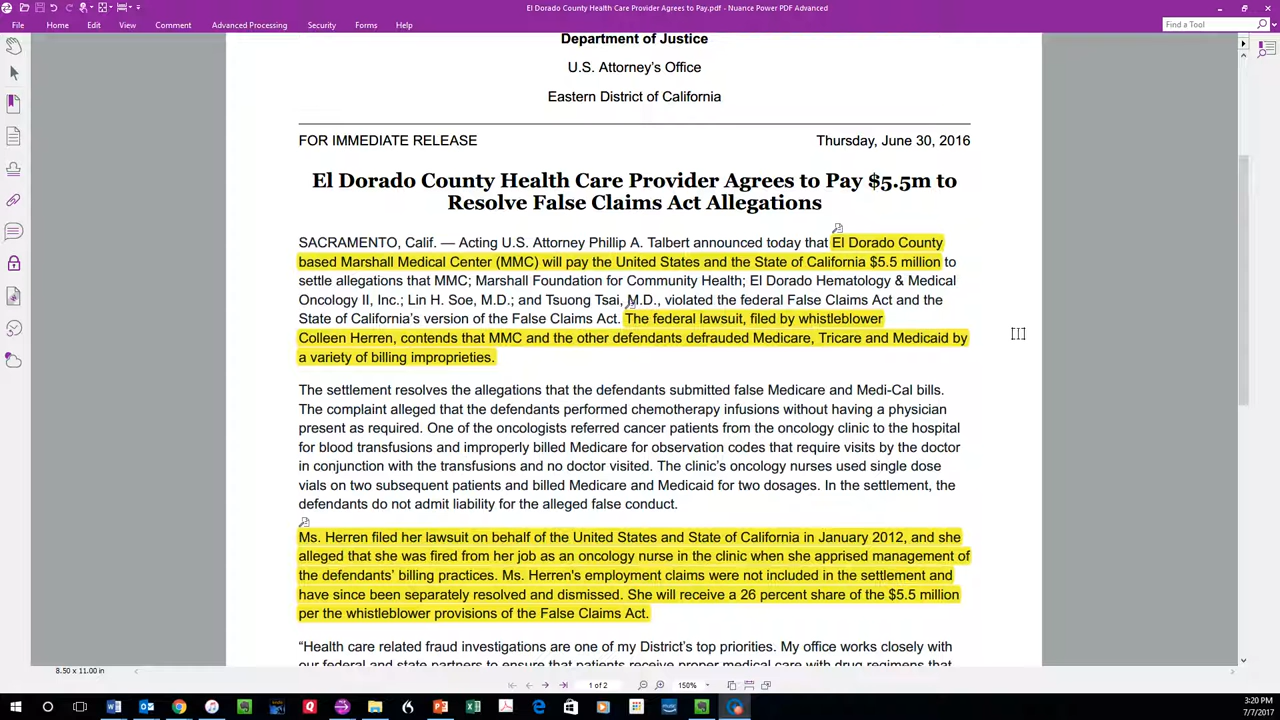 El Dorado County Health Care Provider Agrees to Pay.pdf - Nuance Power PDF Advanced
File Home Edit View Comment Advanced Processing Security Forms Help Find a Tool
Department of Justice
U.S. Attorney's Office
Eastern District of California
FOR IMMEDIATE RELEASE Thursday, June 30, 2016
El Dorado County Health Care Provider Agrees to Pay $5.5m to
Resolve False Claims Act Allegations
SACRAMENTO, Calif. — Acting U.S. Attorney Phillip A. Talbert announced today that El Dorado County
based Marshall Medical Center (MMC) will pay the United States and the State of California $5.5 million to
settle allegations that MMC; Marshall Foundation for Community Health; El Dorado Hematology & Medical
Oncology II, Inc.; Lin H. Soe, M.D.; and Tsuong Tsai, M.D., violated the federal False Claims Act and the
State of California's version of the False Claims Act. The federal lawsuit, filed by whistleblower
Colleen Herren, contends that MMC and the other defendants defrauded Medicare, Tricare and Medicaid by
a variety of billing improprieties.
The settlement resolves the allegations that the defendants submitted false Medicare and Medi-Cal bills.
The complaint alleged that the defendants performed chemotherapy infusions without having a physician
present as required. One of the oncologists referred cancer patients from the oncology clinic to the hospital
for blood transfusions and improperly billed Medicare for observation codes that require visits by the doctor
in conjunction with the transfusions and no doctor visited. The clinic's oncology nurses used single dose
vials on two subsequent patients and billed Medicare and Medicaid for two dosages. In the settlement, the
defendants do not admit liability for the alleged false conduct.
Ms. Herren filed her lawsuit on behalf of the United States and State of California in January 2012, and she
alleged that she was fired from her job as an oncology nurse in the clinic when she apprised management of
the defendants' billing practices. Ms. Herren's employment claims were not included in the settlement and
have since been separately resolved and dismissed. She will receive a 26 percent share of the $5.5 million
per the whistleblower provisions of the False Claims Act.
“Health care related fraud investigations are one of my District's top priorities. My office works closely with
our federal and state partners to ensure that patients receive proper medical care with drug regimens that
8.50 x 11.00 in
1 of 2 150%
3:20 PM
7/7/2017